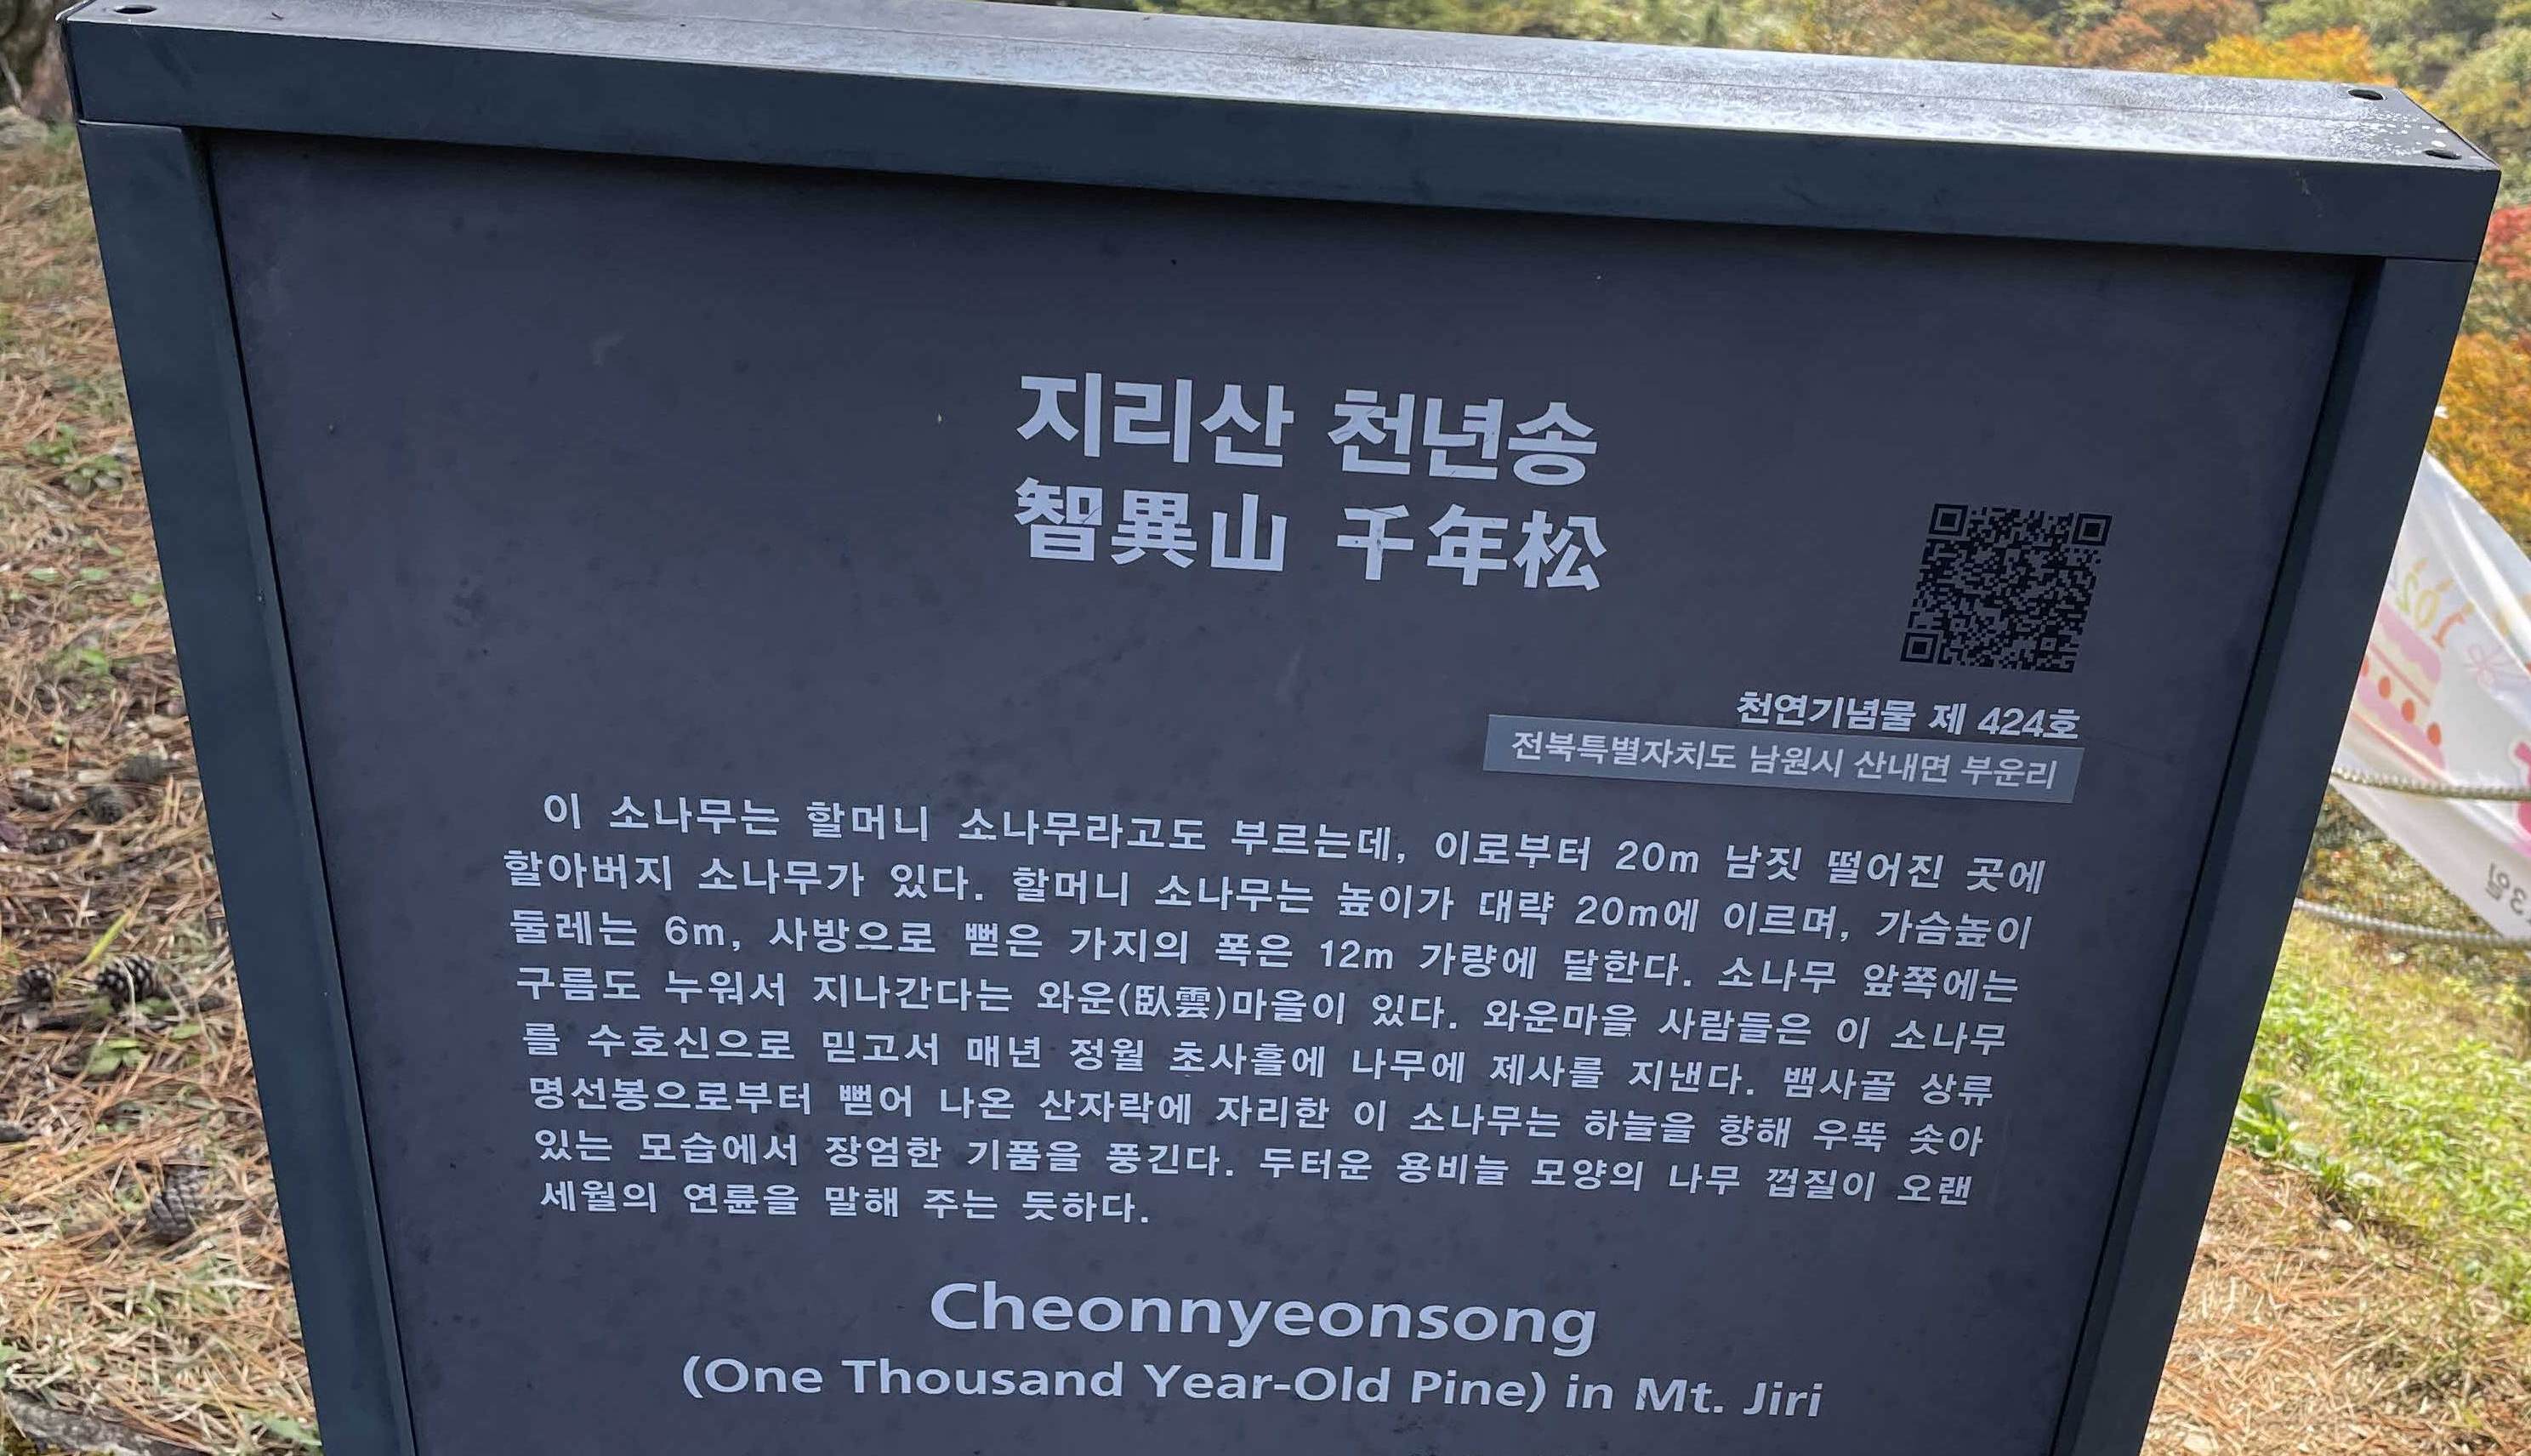 지리산 천년송
智異山 千年松
천연기념물 제 424호
전북특별자치도 남원시 산내면 부운리
이 소나무는 할머니 소나무라고도 부르는데, 이로부터 20m 남짓 떨어진 곳에
할아버지 소나무가 있다. 할머니 소나무는 높이가 대략 20m에 이르며, 가슴높이
둘레는 6m, 사방으로 뻗은 가지의 폭은 12m 가량에 달한다. 소나무 앞쪽에는
구름도 누워서 지나간다는 와운(臥雲)마을이 있다. 와운마을 사람들은 이 소나무
를 수호신으로 믿고서 매년 정월 초사흘에 나무에 제사를 지낸다. 뱀사골 상류
명선봉으로부터 뻗어 나온 산자락에 자리한 이 소나무는 하늘을 향해 우뚝 솟아
있는 모습에서 장엄한 기품을 풍긴다. 두터운 용비늘 모양의 나무 껍질이 오랜
세월의 연륜을 말해 주는 듯하다.
Cheonnyeonsong
(One Thousand Year-Old Pine) in Mt. Jiri